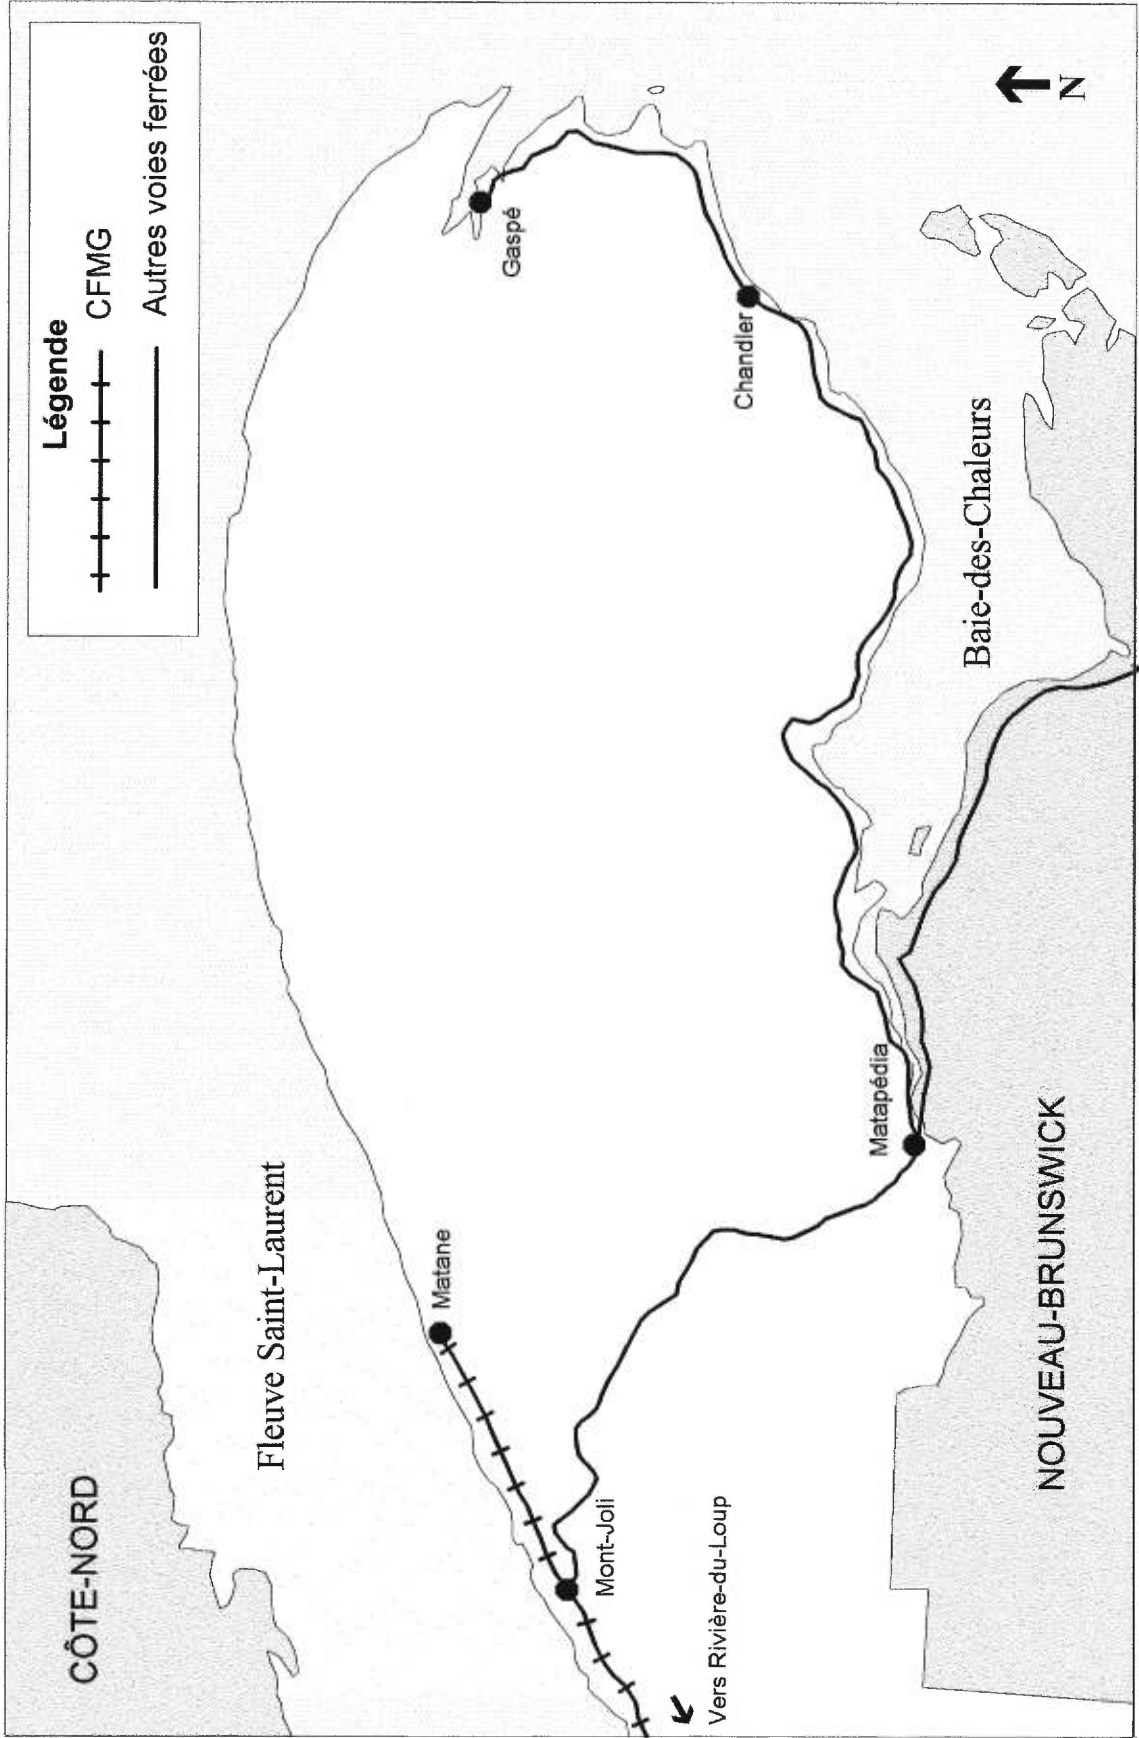 Légende
CFMG
Autres voies ferrées
CÔTE-NORD
Fleuve Saint-Laurent
Matane
Gaspé
Mont-Joli
Chandler
Vers Rivière-du-Loup
Matapédia
Baie-des-Chaleurs
NOUVEAU-BRUNSWICK
N